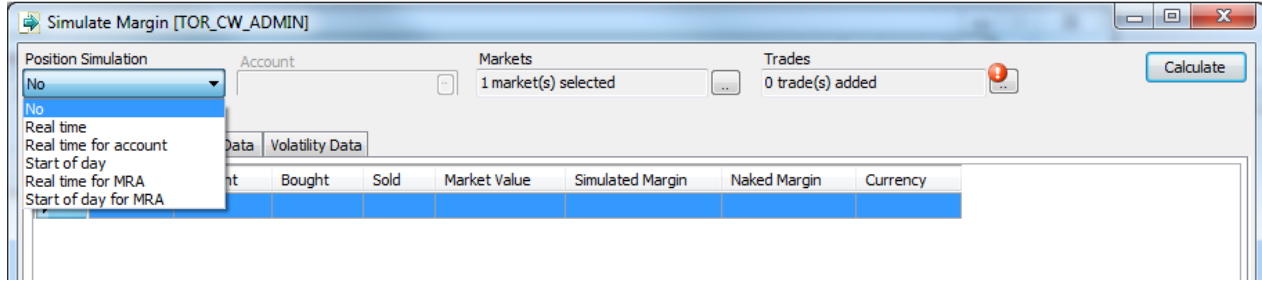 Simulate Margin [TOR_CW_ADMIN]
Position Simulation Account Markets Trades
No 1 market(s) selected .. 0 trade(s) added .. Calculate
No
Real time
Real time for account
Start of day
Real time for MRA
Start of day for MRA
Data Volatility Data
nt Bought Sold Market Value Simulated Margin Naked Margin Currency